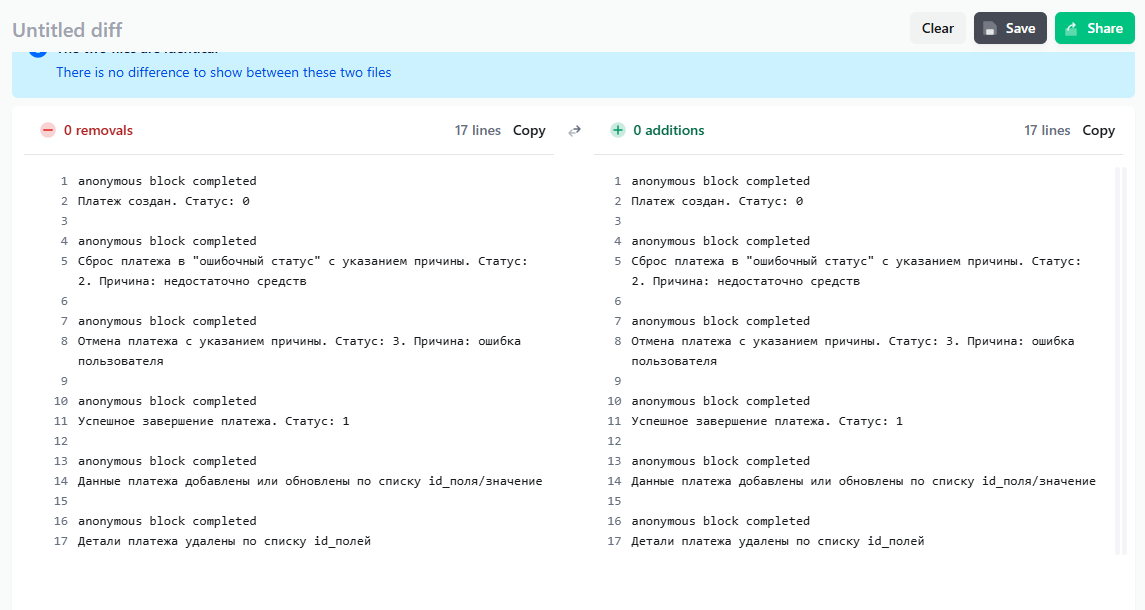 Untitled diff
Clear
Save
Share
The two files are identical
There is no difference to show between these two files
0 removals
17 lines
Copy
1 anonymous block completed
2 Платеж создан. Статус: 0
3
4 anonymous block completed
5 Сброс платежа в "ошибочный статус" с указанием причины. Статус:
2. Причина: недостаточно средств
6
7 anonymous block completed
8 Отмена платежа с указанием причины. Статус: 3. Причина: ошибка
пользователя
9
10 anonymous block completed
11 Успешное завершение платежа. Статус: 1
12
13 anonymous block completed
14 Данные платежа добавлены или обновлены по списку id_поля/значение
15
16 anonymous block completed
17 Детали платежа удалены по списку id_полей
0 additions
17 lines
Copy
1 anonymous block completed
2 Платеж создан. Статус: 0
3
4 anonymous block completed
5 Сброс платежа в "ошибочный статус" с указанием причины. Статус:
2. Причина: недостаточно средств
6
7 anonymous block completed
8 Отмена платежа с указанием причины. Статус: 3. Причина: ошибка
пользователя
9
10 anonymous block completed
11 Успешное завершение платежа. Статус: 1
12
13 anonymous block completed
14 Данные платежа добавлены или обновлены по списку id_поля/значение
15
16 anonymous block completed
17 Детали платежа удалены по списку id_полей